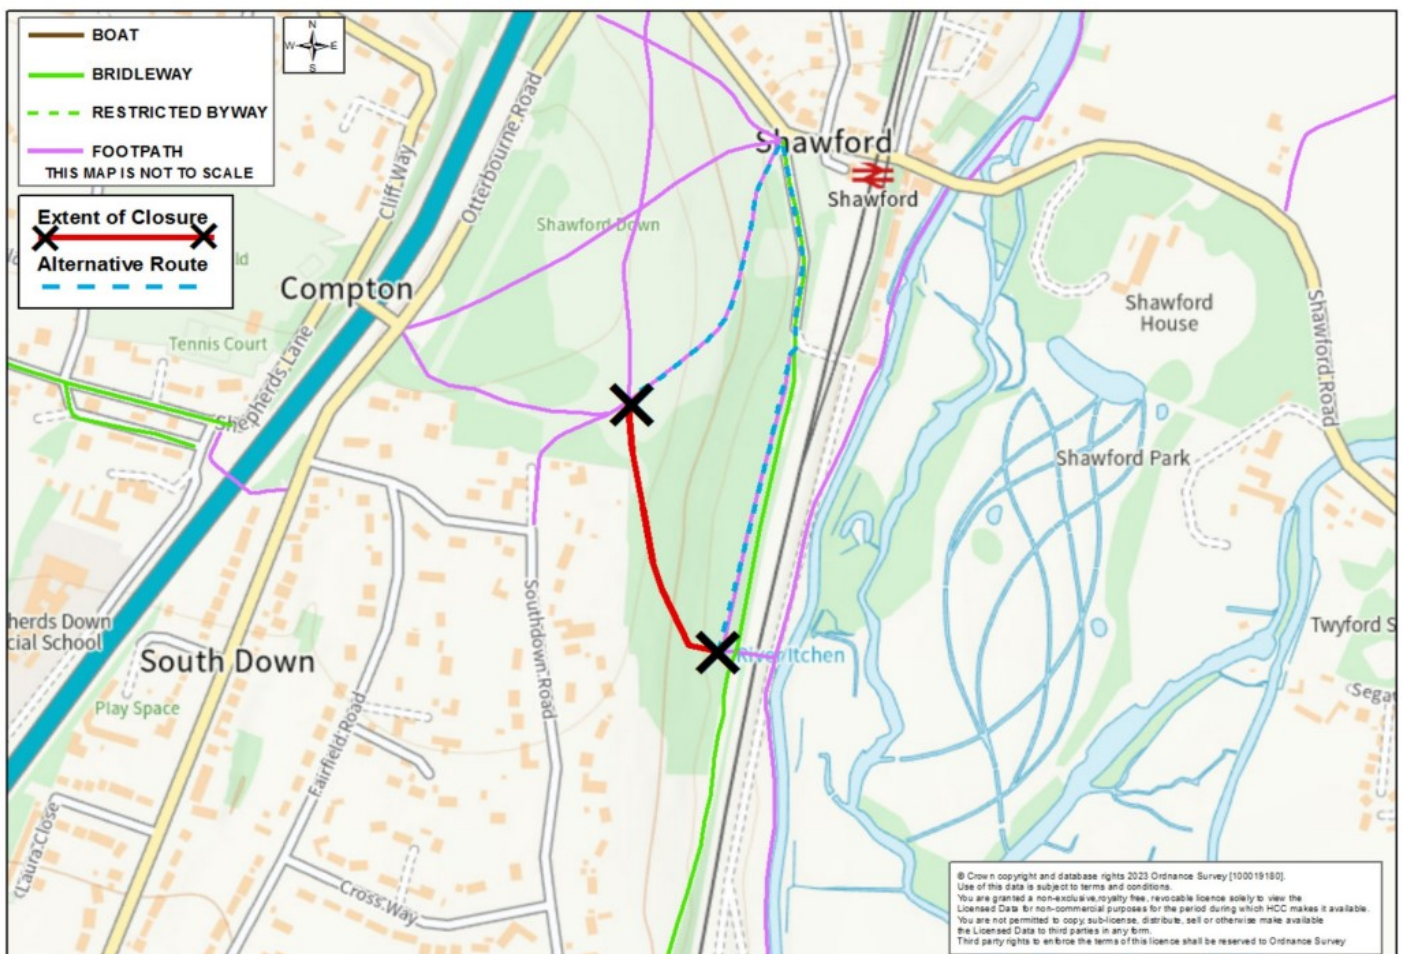 BOAT
BRIDLEWAY
RESTRICTED BYWAY
FOOTPATH
THIS MAP IS NOT TO SCALE
N
W
E
S
Extent of Closure
Alternative Route
Cliff Way
Otterbourne Road
Shawford
Shawford
Shawford Down
ld
Compton
Tennis Court
Shepherds Lane
Shawford
House
Shawford Road
Shawford Park
herds Down
cial School
South Down
Play Space
Southdown Road
River Itchen
Twyford S
Fairfield Road
Laura Close
Cross Way
© Crown copyright and database rights 2023 Ordnance Survey [100019180].
Use of this data is subject to terms and conditions.
You are granted a non-exclusive,royalty free, revocable licence solely to view the
Licensed Data for non-commercial purposes for the period during which HCC makes it available.
You are not permitted to copy, sub-license, distribute, sell or otherwise make available
the Licensed Data to third parties in any form.
Third party rights to enforce the terms of this licence shall be reserved to Ordnance Survey